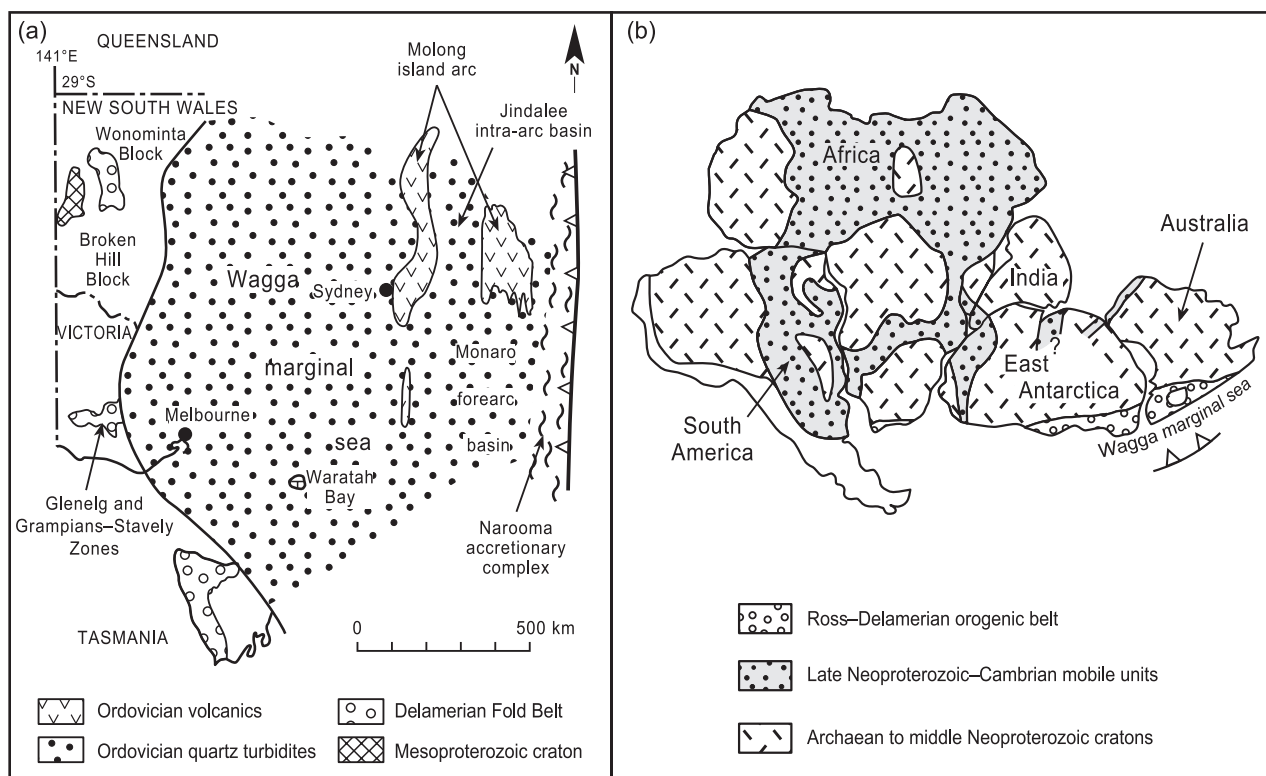 (a)
QUEENSLAND
141°E
29°S
NEW SOUTH WALES
Wonominta
Block
Broken
Hill
Block
VICTORIA
Melbourne
Glenelg and
Grampians–Stavely
Zones
TASMANIA
Molong
island arc
N
Jindalee
intra-arc basin
Wagga
Sydney
marginal
sea
Monaro
forearc
basin
Waratah
Bay
Narooma
accretionary
complex
0
500 km
Ordovician volcanics
Delamerian Fold Belt
Ordovician quartz turbidites
Mesoproterozoic craton
(b)
Africa
Australia
India
?
East
Antarctica
South
America
Wagga marginal sea
Ross–Delamerian orogenic belt
Late Neoproterozoic–Cambrian mobile units
Archaean to middle Neoproterozoic cratons